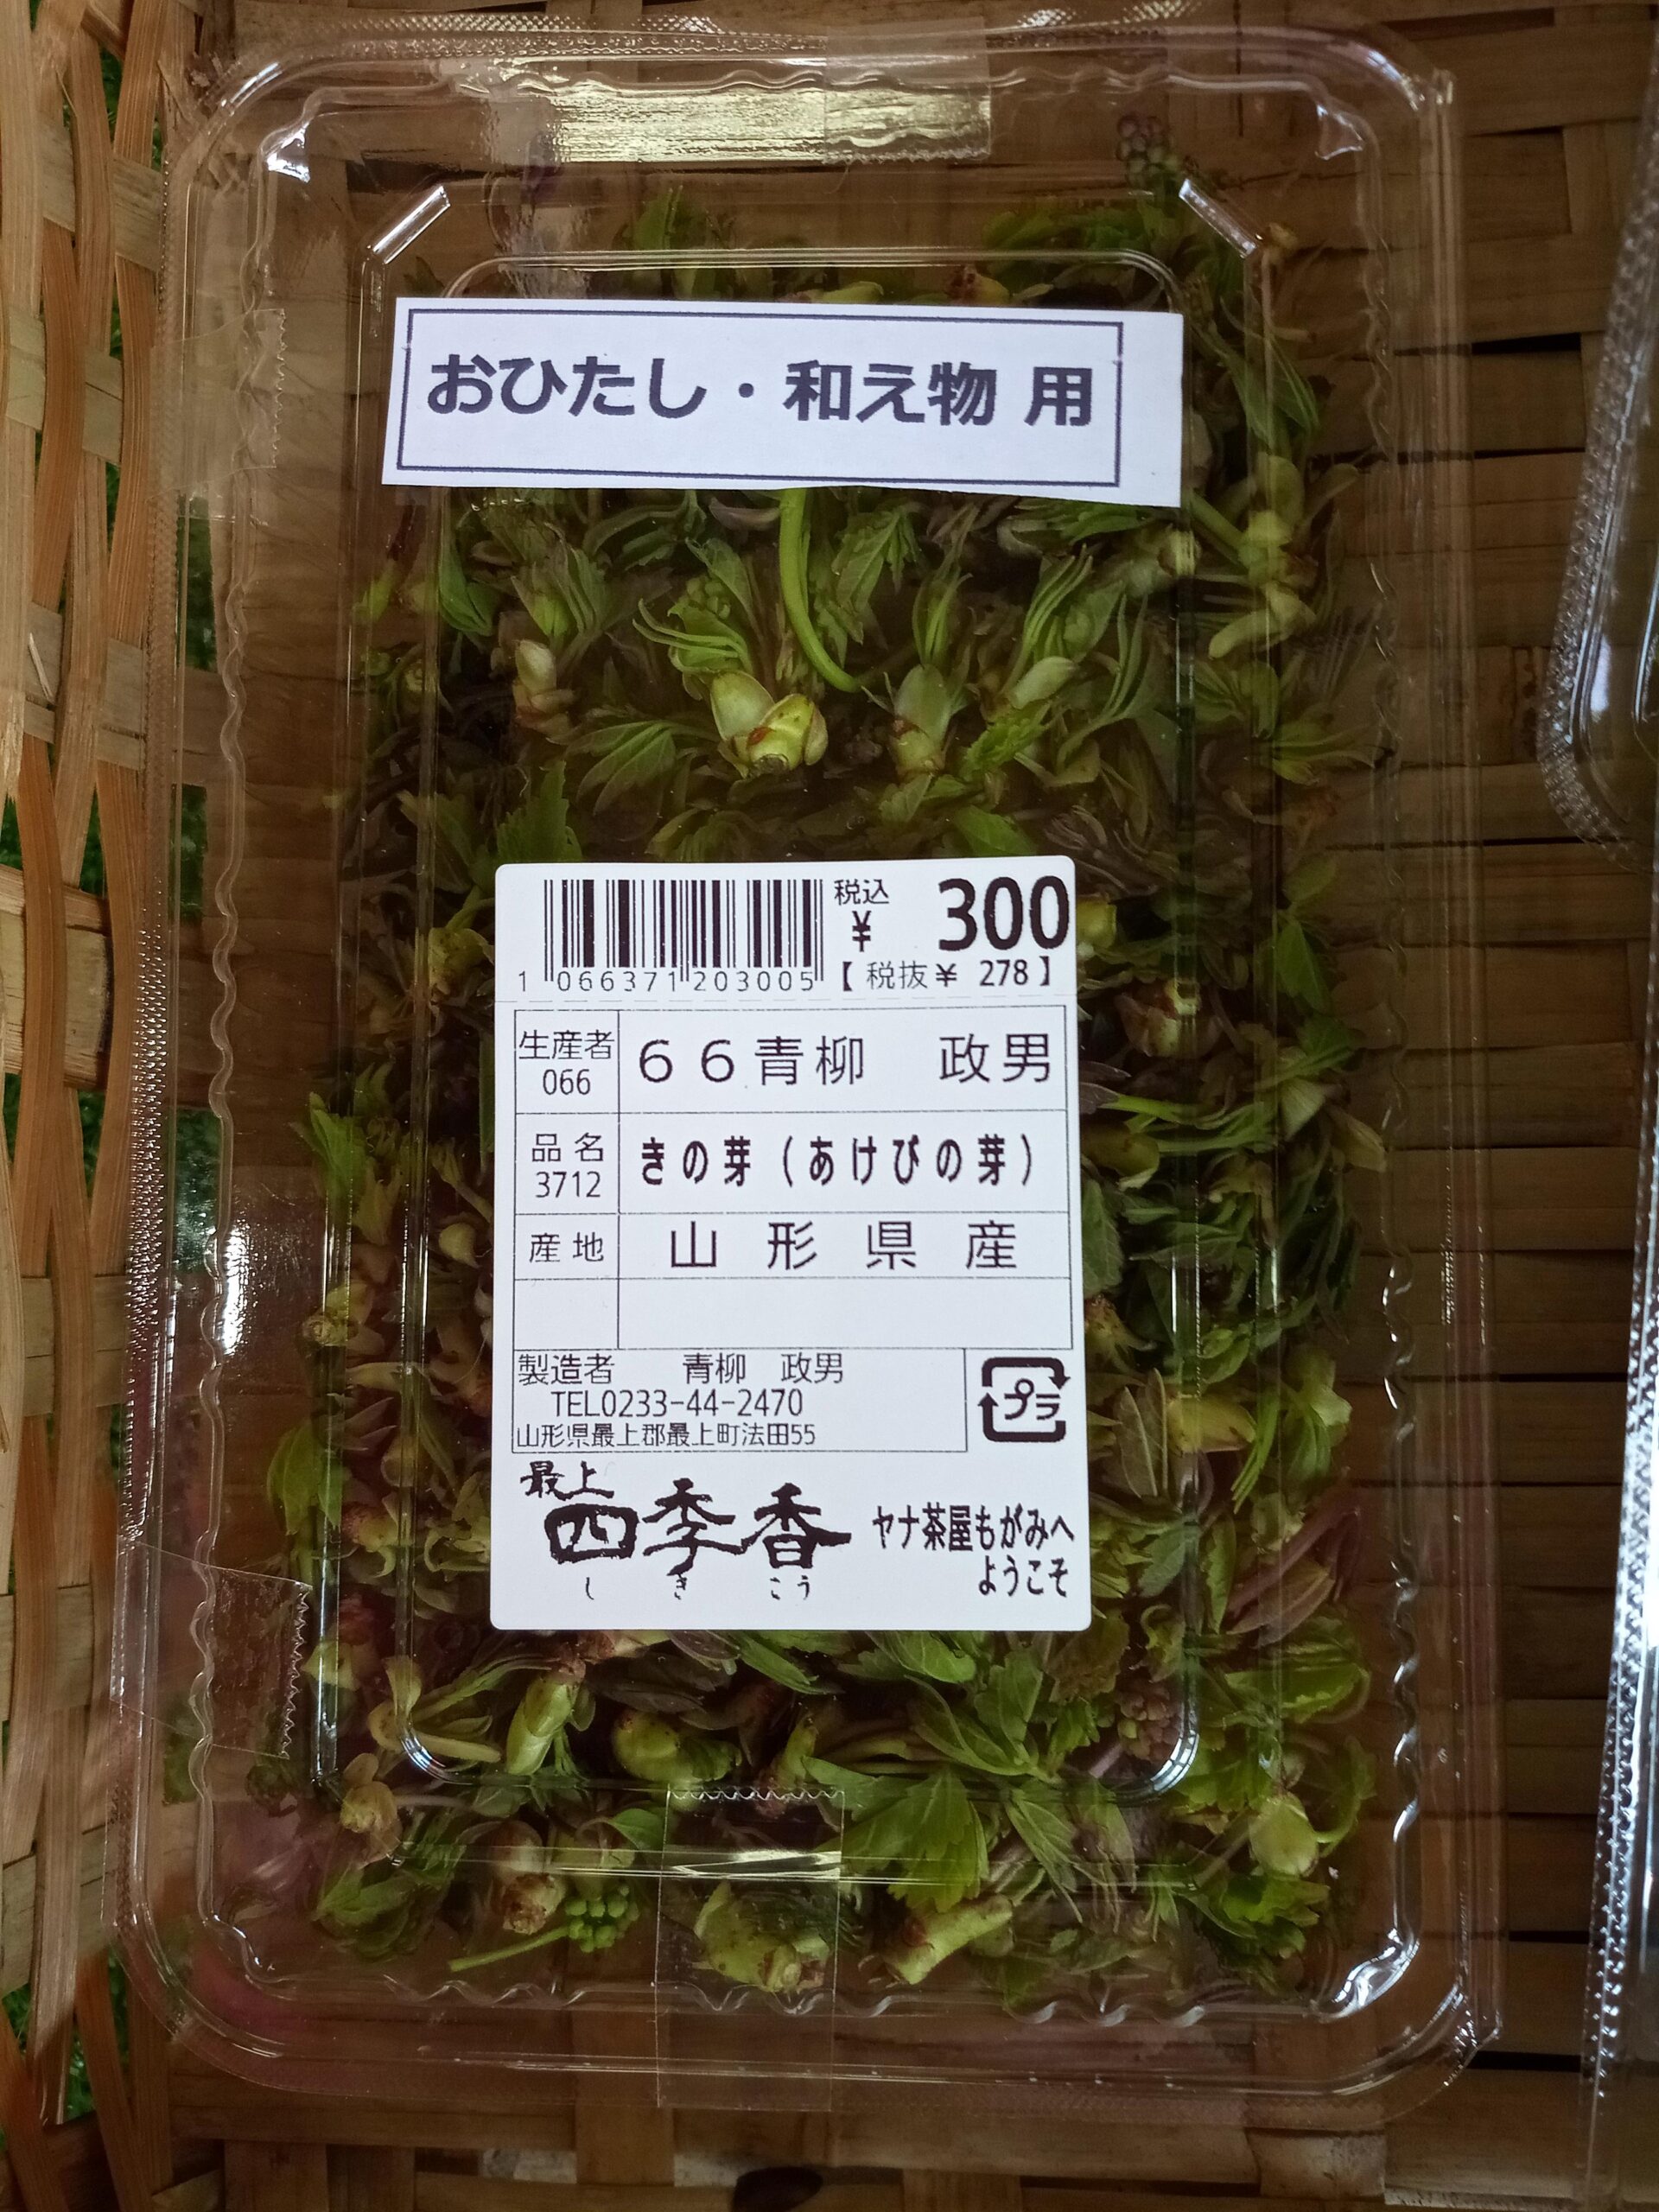 おひたし・和え物 用
税込
¥ 300
1 066371 203005 【 税抜¥ 278 】
生産者 066 66青柳 政男
品名 3712 きの芽（あけびの芽）
産地 山形県産
製造者 青柳 政男
TEL0233-44-2470
山形県最上郡最上町法田55
プラ
最上
四季香 ヤナ茶屋もがみへ
しきこう ようこそ